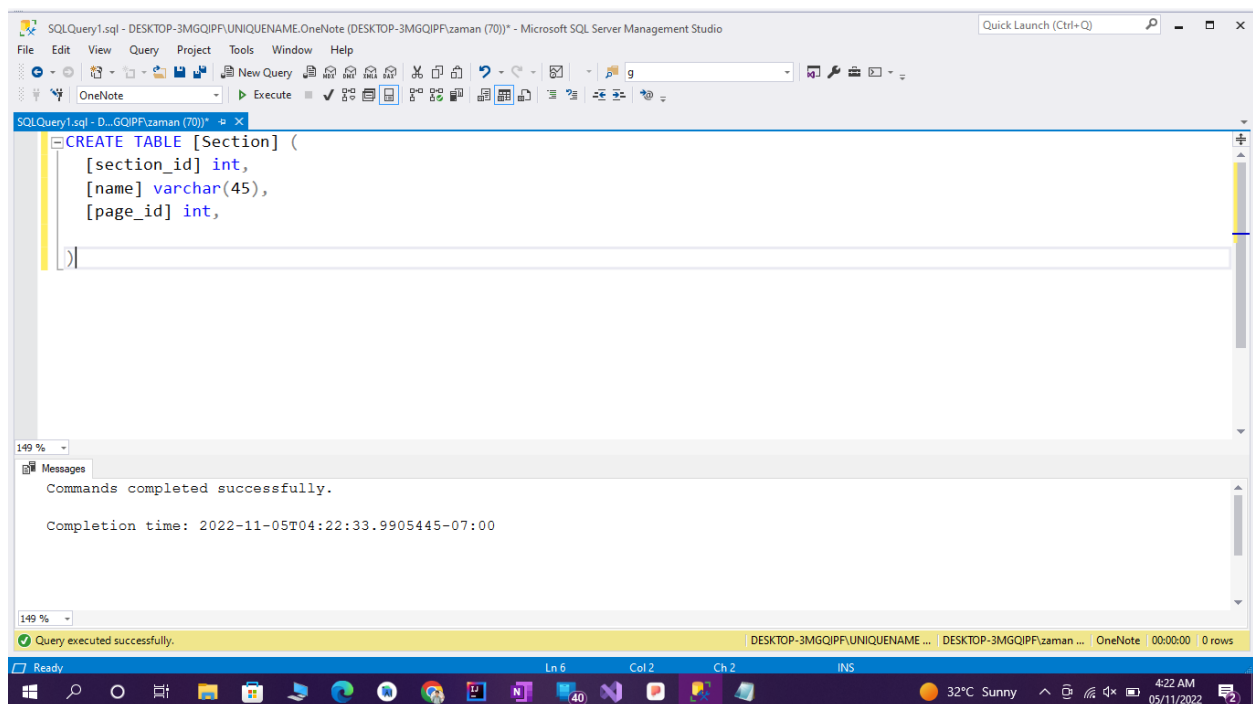 SQLQuery1.sql - DESKTOP-3MGQIPF\UNIQUENAME.OneNote (DESKTOP-3MGQIPF\zaman (70))* - Microsoft SQL Server Management Studio
Quick Launch (Ctrl+Q)
File Edit View Query Project Tools Window Help
New Query MDX DMX XMLA DAX g
OneNote Execute
SQLQuery1.sql - D...GQIPF\zaman (70))*
CREATE TABLE [Section] (
[section_id] int,
[name] varchar(45),
[page_id] int,
)
149 %
Messages
Commands completed successfully.
Completion time: 2022-11-05T04:22:33.9905445-07:00
149 %
Query executed successfully. DESKTOP-3MGQIPF\UNIQUENAME ... DESKTOP-3MGQIPF\zaman ... OneNote 00:00:00 0 rows
Ready Ln 6 Col 2 Ch 2 INS
40 32°C Sunny 4:22 AM
05/11/2022 2